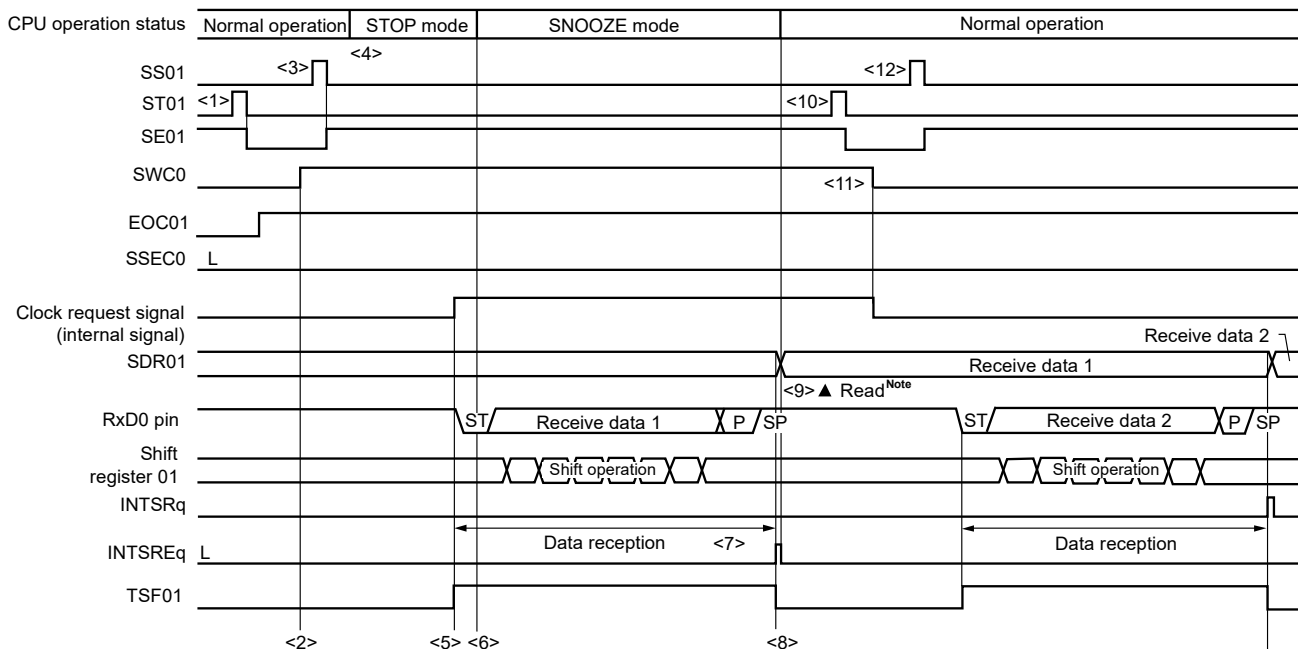 CPU operation status Normal operation STOP mode SNOOZE mode Normal operation
<4>
SS01 <3> <12>
ST01 <1> <10>
SE01
SWC0 <11>
EOC01
SSEC0 L
Clock request signal
(internal signal)
Receive data 2
SDR01 Receive data 1
<9> ▲ Read Note
RxD0 pin ST Receive data 1 P SP ST Receive data 2 P SP
Shift
register 01 Shift operation Shift operation
INTSRq
Data reception <7> Data reception
INTSREq L
TSF01
<2> <5> <6> <8>